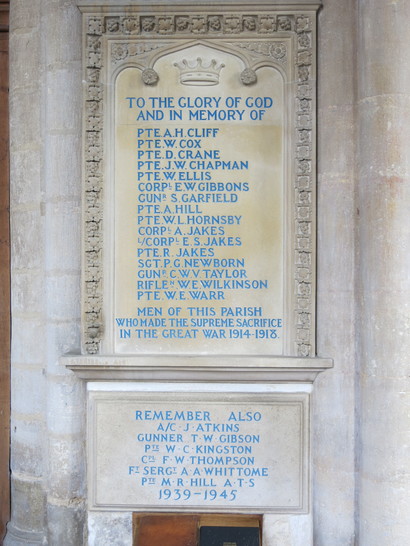 TO THE GLORY OF GOD
AND IN MEMORY OF
PTE. A.H. CLIFF
PTE. W. COX
PTE. D. CRANE
PTE. J.W. CHAPMAN
PTE. W. ELLIS
CORPL E.W. GIBBONS
GUNR S. GARFIELD
PTE. A. HILL
PTE. W. L. HORNSBY
CORPL A. JAKES
L/CORPL E. S. JAKES
PTE. R. JAKES
SGT. P. G. NEWBORN
GUNR C. W. V. TAYLOR
RIFLEN W. E. WILKINSON
PTE. W. E. WARR
MEN OF THIS PARISH
WHO MADE THE SUPREME SACRIFICE
IN THE GREAT WAR 1914-1918.
REMEMBER ALSO
A/C · J · ATKINS
GUNNER T · W · GIBSON
PTE W · C · KINGSTON
CPL F · W · THOMPSON
FT SERGT A · A · WHITTOME
PTE M · R · HILL A · T · S
1939-1945